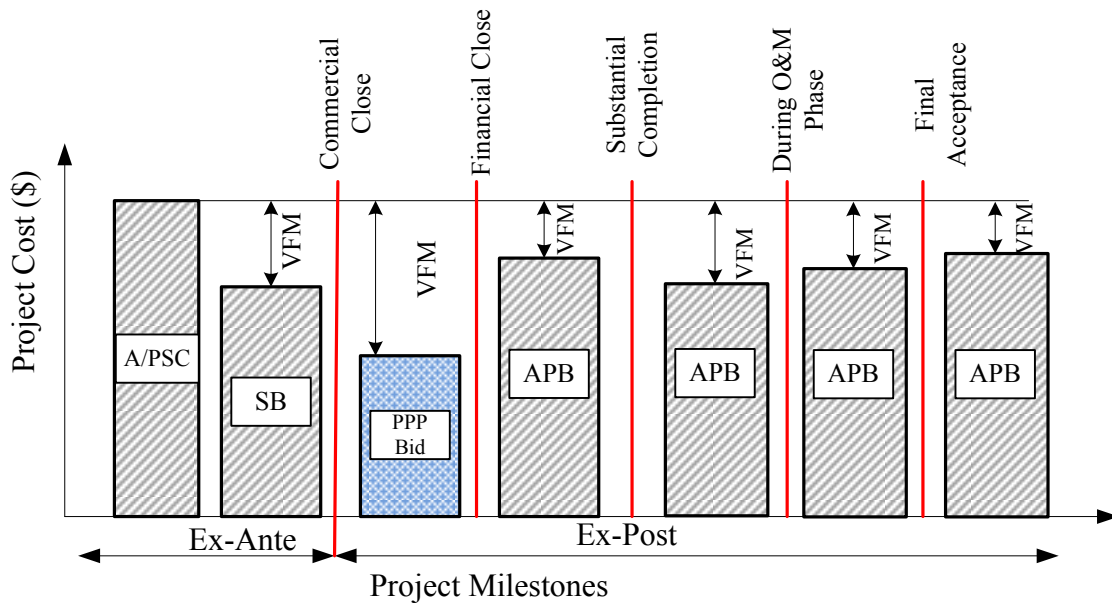 Commercial
Close
Financial Close
Substantial
Completion
During O&M
Phase
Final
Acceptance
Project Cost ($)
VFM
VFM
VFM
VFM
VFM
VFM
A/PSC
SB
PPP
Bid
APB
APB
APB
APB
Ex-Ante
Ex-Post
Project Milestones